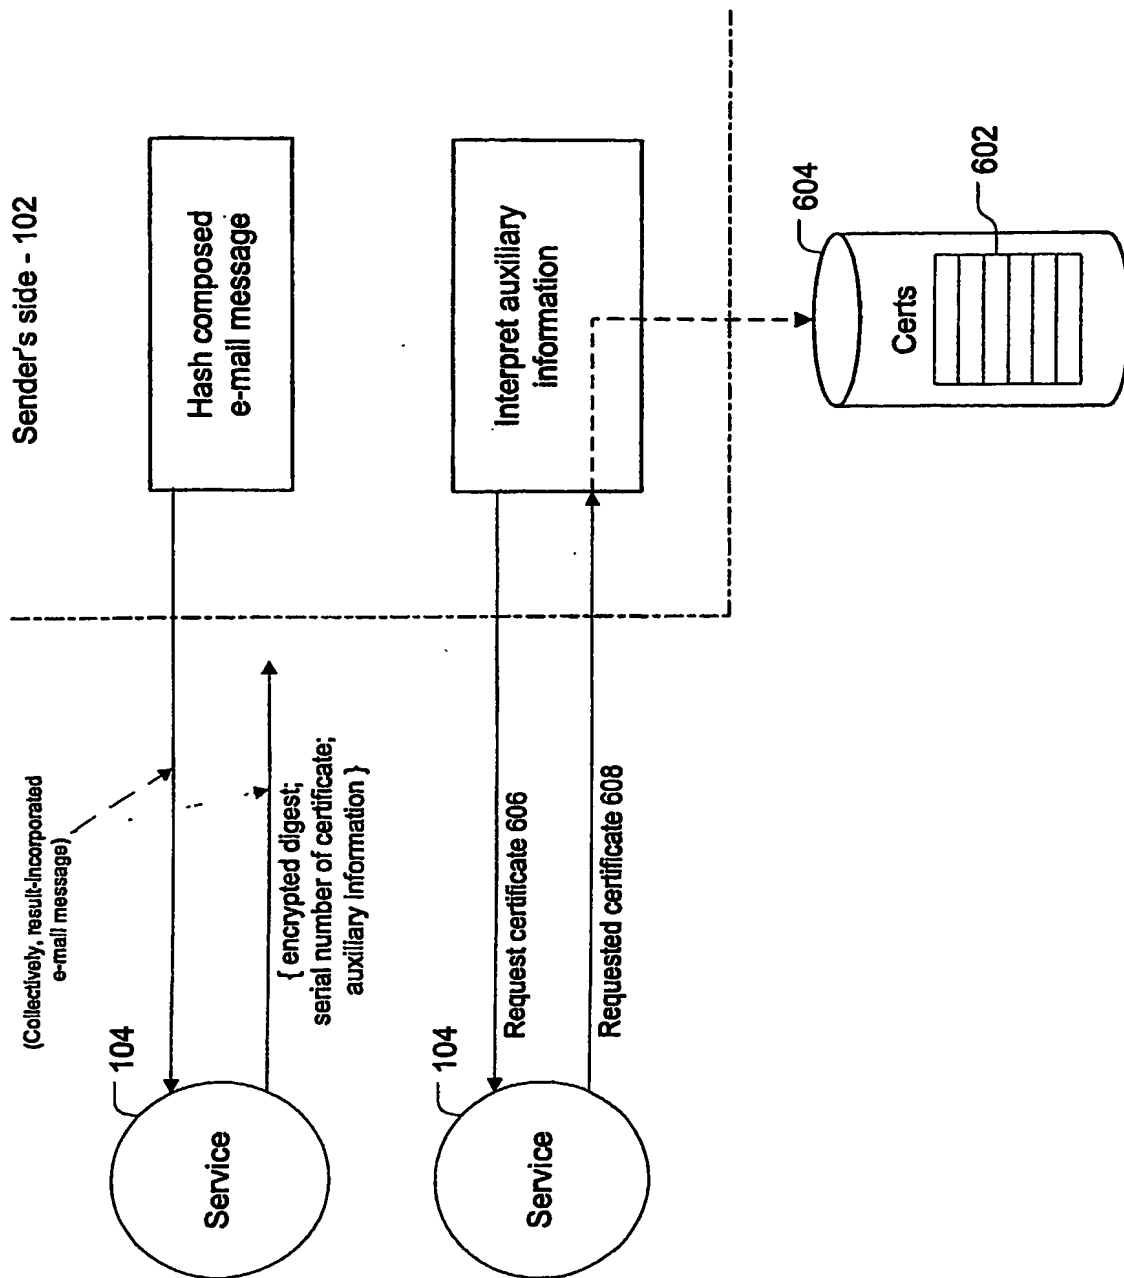 Sender's side - 102
(Collectively, result-incorporated
e-mail message)
Hash composed
e-mail message
104
Service
{ encrypted digest;
serial number of certificate;
auxiliary information }
104
Service
Request certificate 606
Requested certificate 608
Interpret auxiliary
information
604
Certs
602